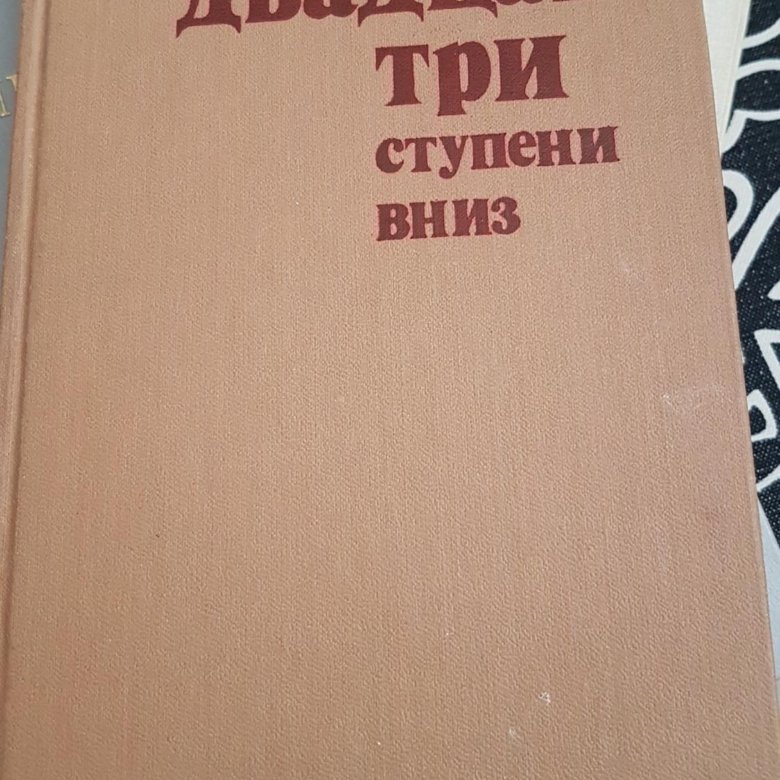 три
ступени
вниз